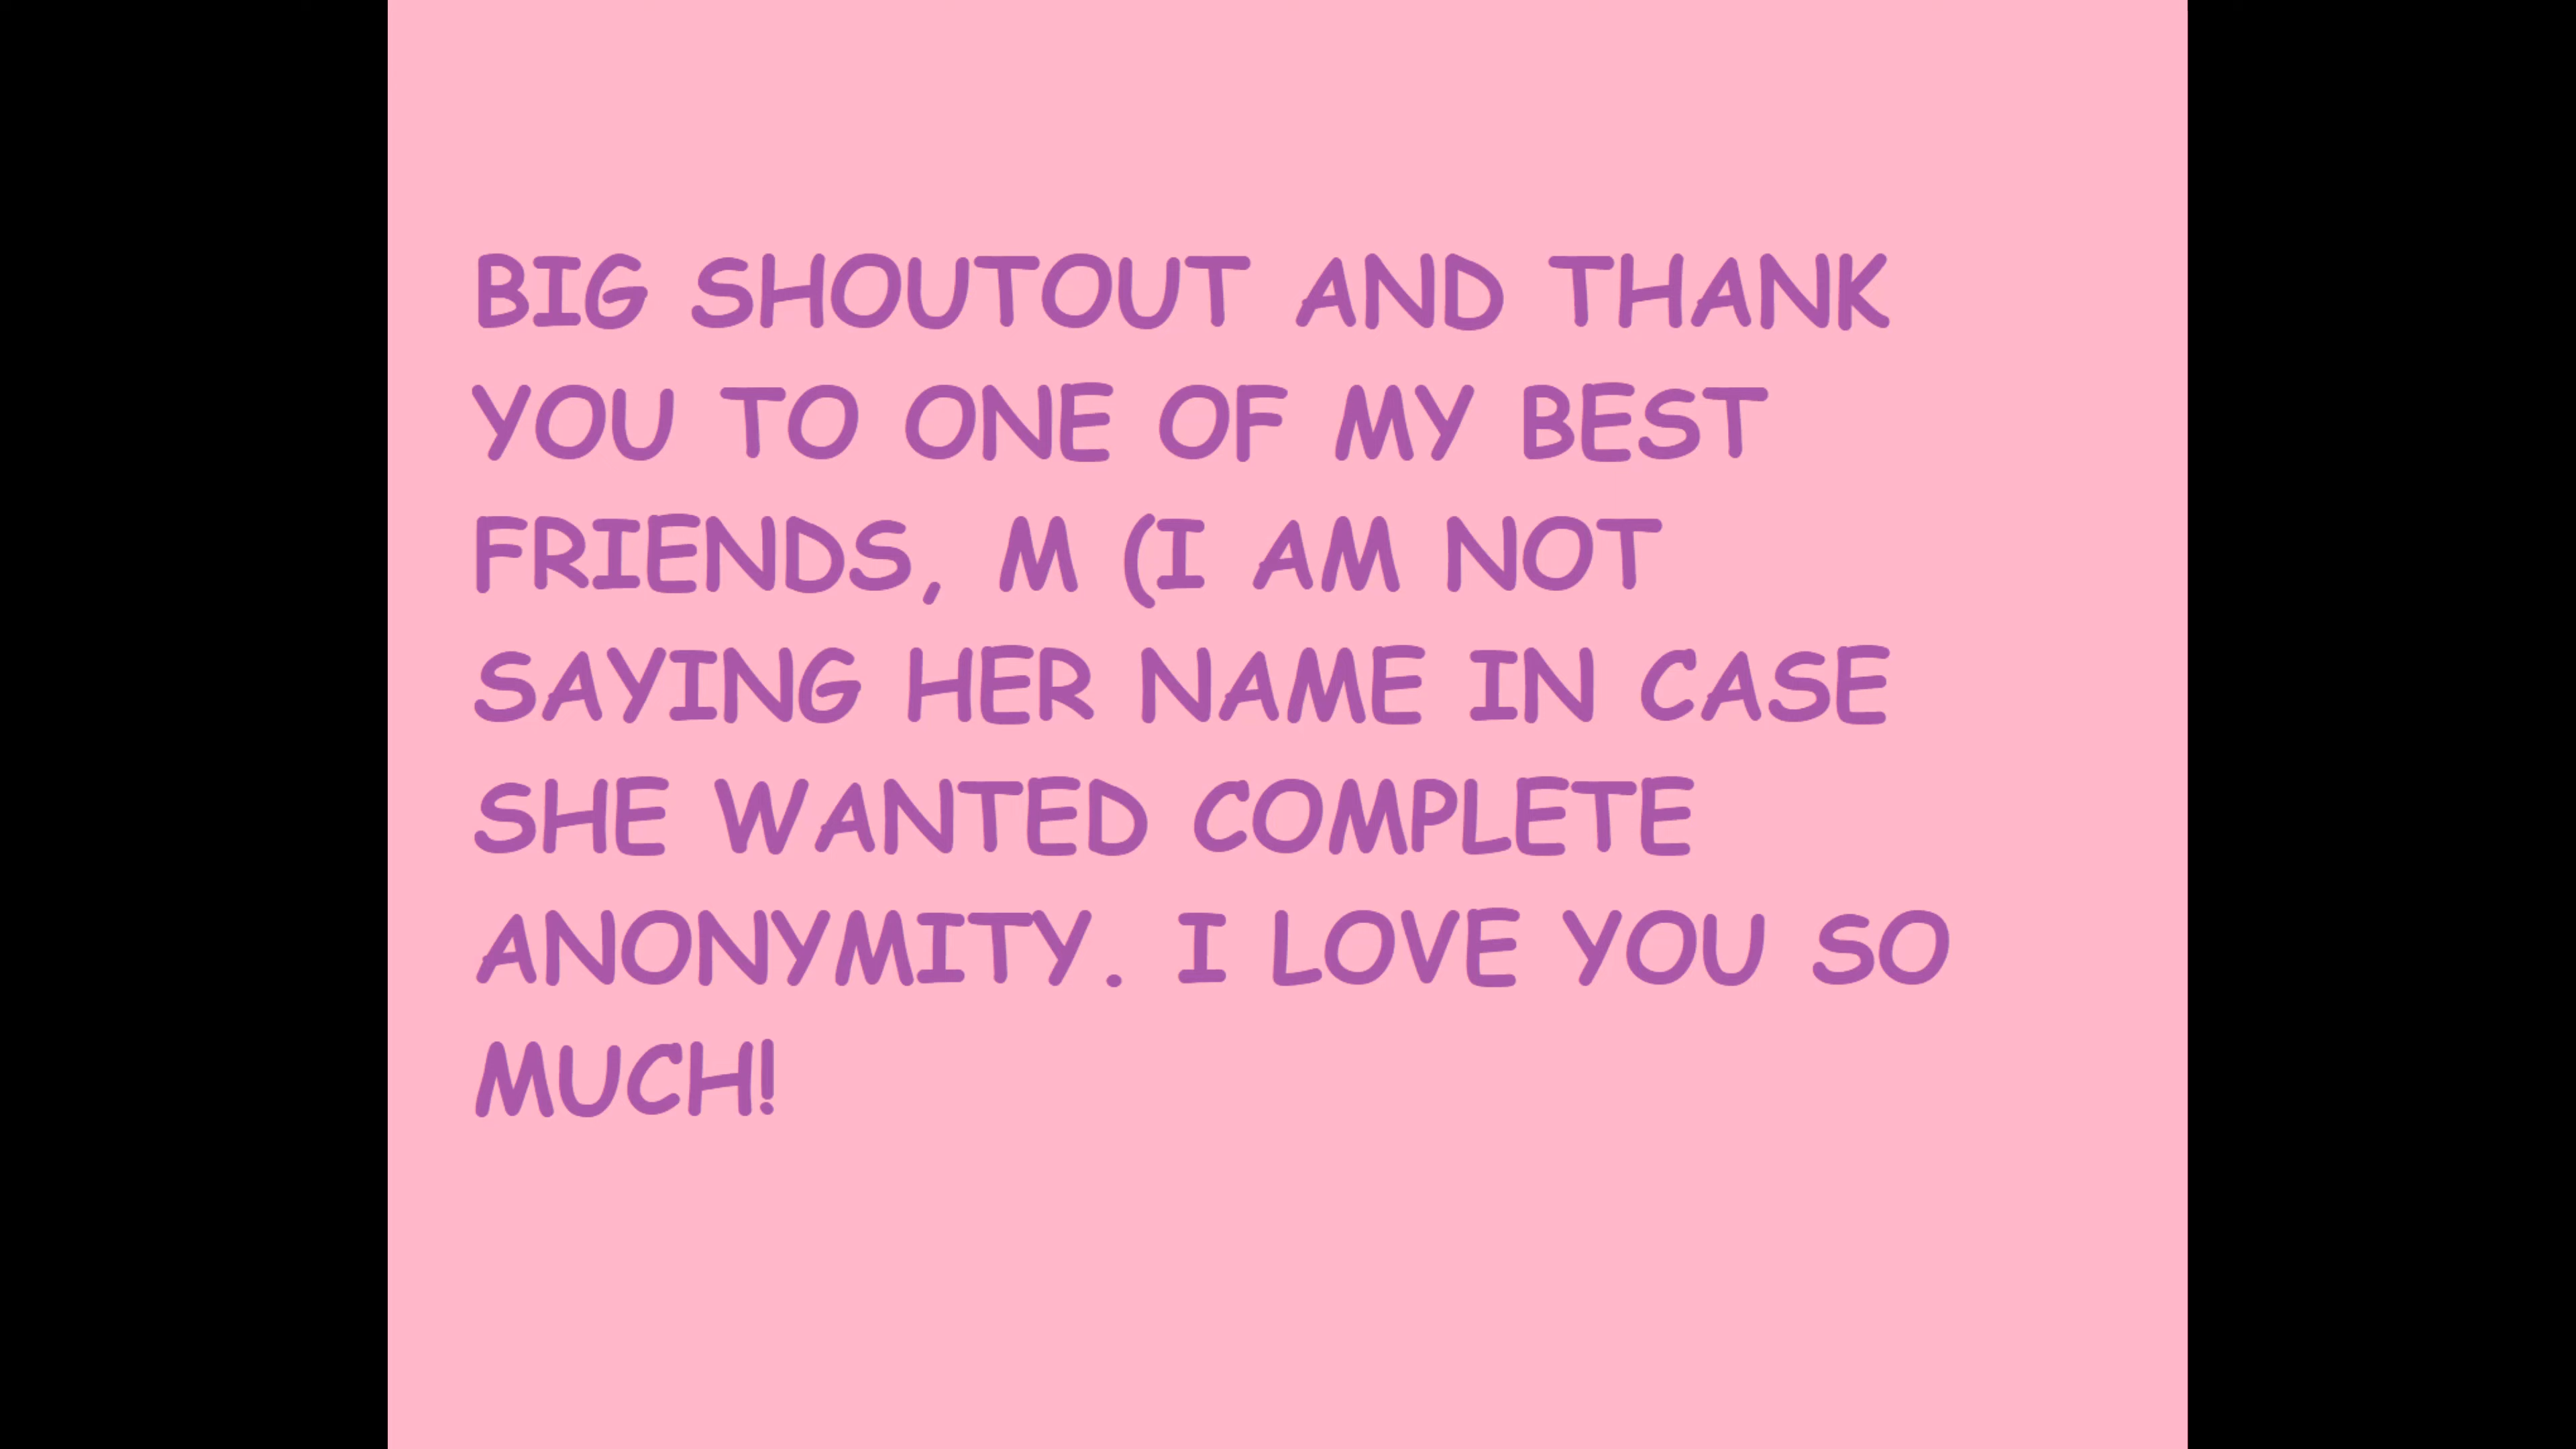 BIG SHOUTOUT AND THANK
YOU TO ONE OF MY BEST
FRIENDS, M (I AM NOT
SAYING HER NAME IN CASE
SHE WANTED COMPLETE
ANONYMITY. I LOVE YOU SO
MUCH!